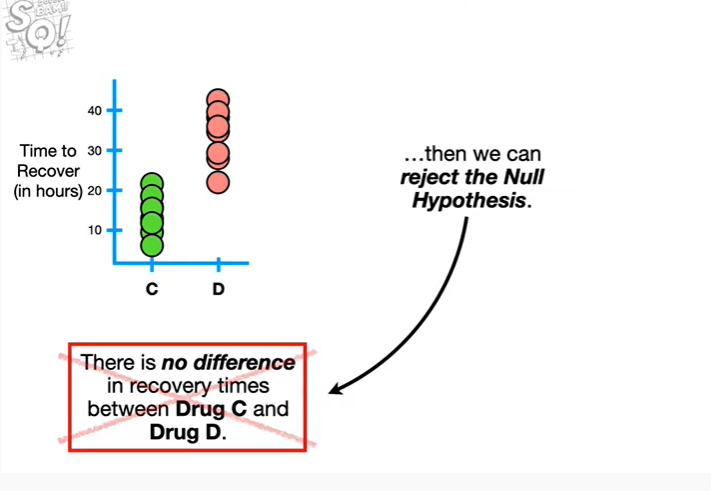 40
Time to
30
Recover
(in hours)
20
10
C
D
…then we can
reject the Null
Hypothesis.
There is no difference
in recovery times
between Drug C and
Drug D.